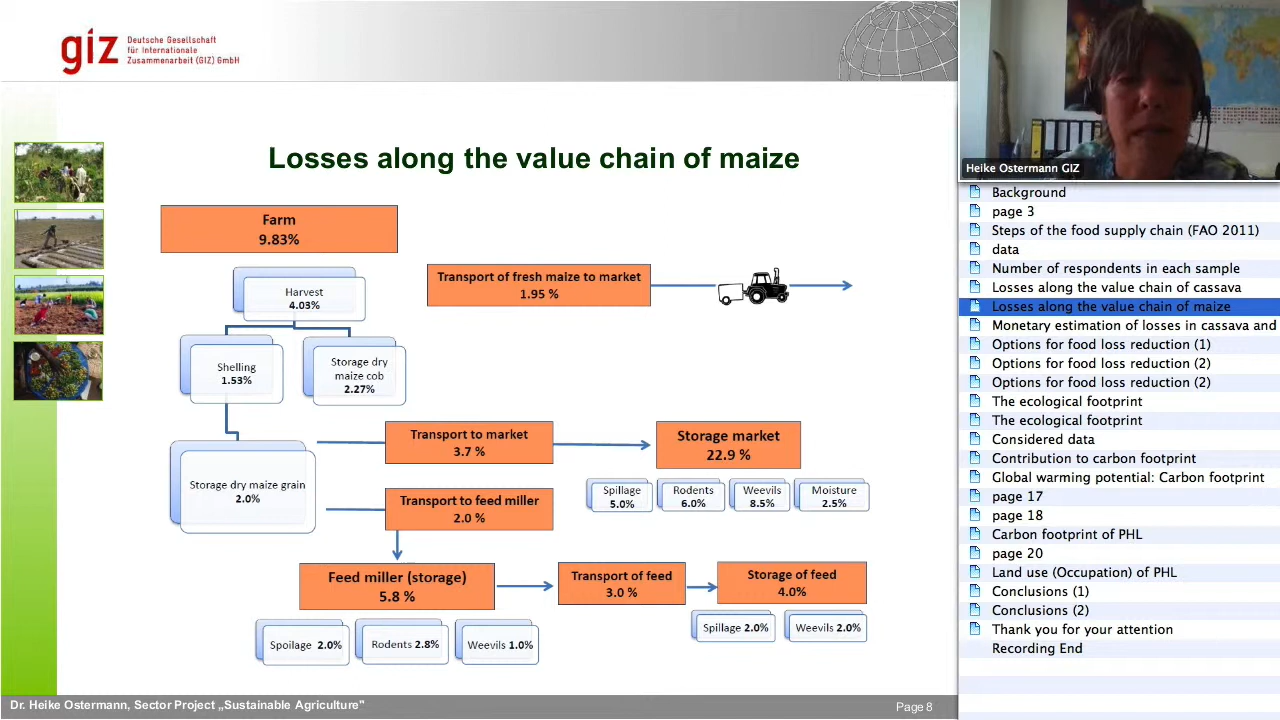 giz
Deutsche Gesellschaft
für Internationale
Zusammenarbeit (GIZ) GmbH
Losses along the value chain of maize
Farm
9.83%
Harvest
4.03%
Transport of fresh maize to market
1.95 %
Shelling
1.53%
Storage dry
maize cob
2.27%
Transport to market
3.7 %
Storage market
22.9 %
Storage dry maize grain
2.0%
Spillage
5.0%
Rodents
6.0%
Weevils
8.5%
Moisture
2.5%
Transport to feed miller
2.0 %
Feed miller (storage)
5.8 %
Transport of feed
3.0 %
Storage of feed
4.0%
Spoilage 2.0%
Rodents 2.8%
Weevils 1.0%
Spillage 2.0%
Weevils 2.0%
Dr. Heike Ostermann, Sector Project „Sustainable Agriculture"
Page 8
Heike Ostermann GIZ
Background
page 3
Steps of the food supply chain (FAO 2011)
data
Number of respondents in each sample
Losses along the value chain of cassava
Losses along the value chain of maize
Monetary estimation of losses in cassava and
Options for food loss reduction (1)
Options for food loss reduction (2)
Options for food loss reduction (2)
The ecological footprint
The ecological footprint
Considered data
Contribution to carbon footprint
Global warming potential: Carbon footprint
page 17
page 18
Carbon footprint of PHL
page 20
Land use (Occupation) of PHL
Conclusions (1)
Conclusions (2)
Thank you for your attention
Recording End